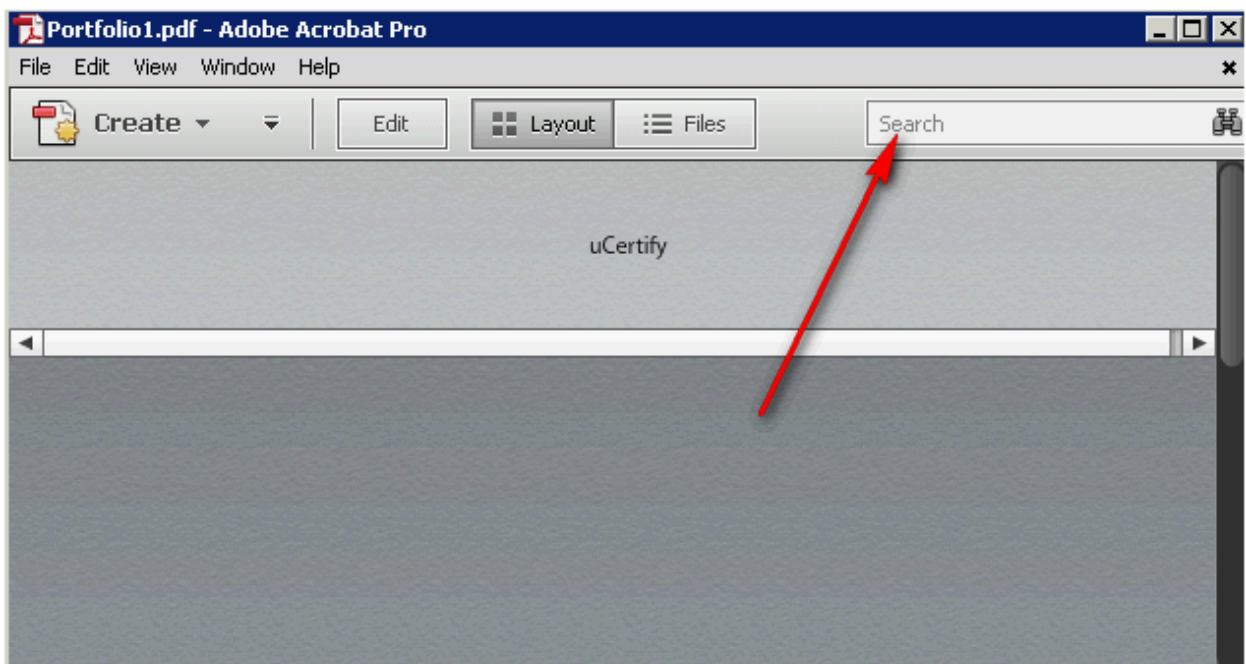 Portfolio1.pdf - Adobe Acrobat Pro
File Edit View Window Help
Create Edit Layout Files Search
uCertify